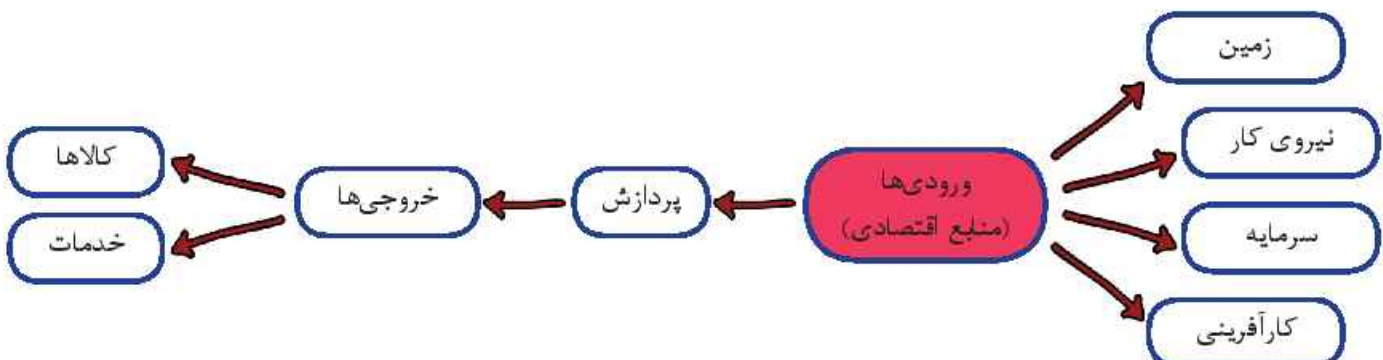 زمین
نیروی کار
سرمایه
کارآفرینی
ورودی‌ها
(منابع اقتصادی)
پردازش
خروجی‌ها
کالاها
خدمات